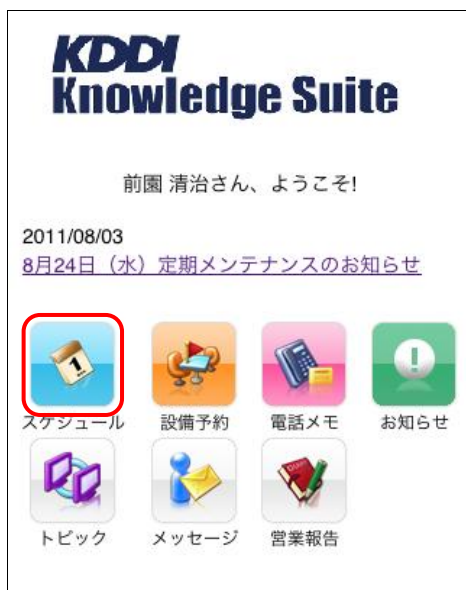 KDDI
Knowledge Suite
前園 清治さん、ようこそ!
2011/08/03
8月24日（水）定期メンテナンスのお知らせ
1
スケジュール 設備予約 電話メモ お知らせ
DIARY
トピック メッセージ 営業報告